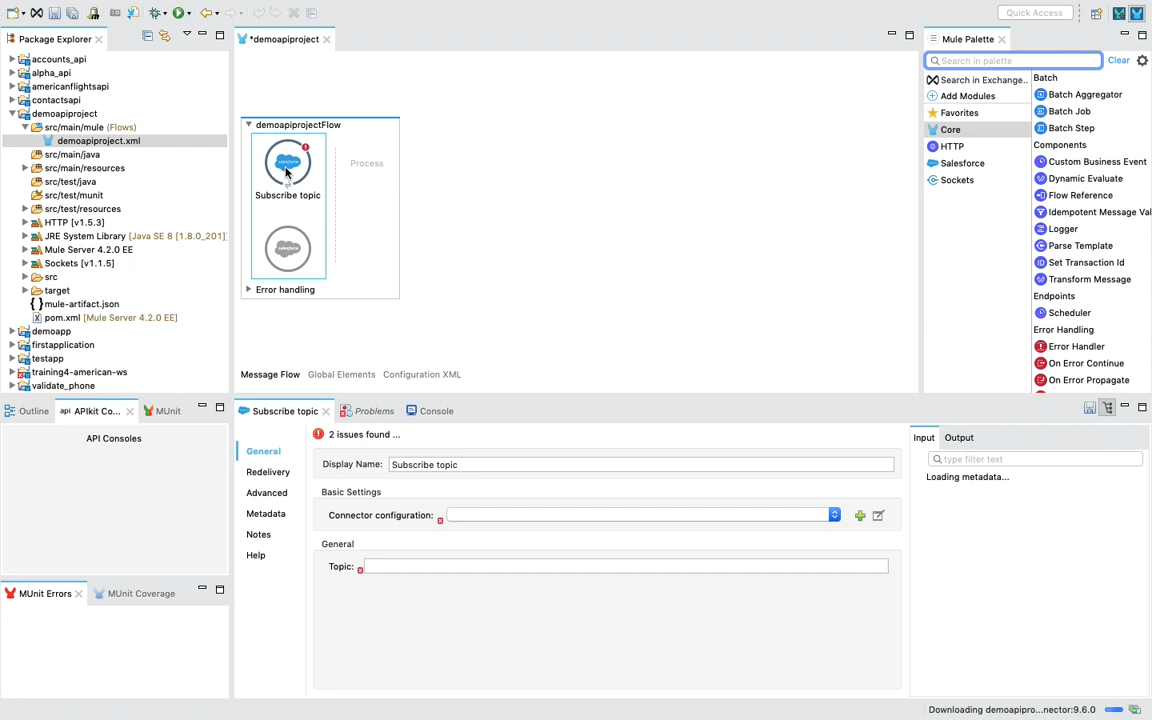 Quick Access
Package Explorer
accounts_api
alpha_api
americanflightsapi
contactsapi
demoapiproject
src/main/mule (Flows)
demoapiproject.xml
src/main/java
src/main/resources
src/test/java
src/test/munit
src/test/resources
HTTP [v1.5.3]
JRE System Library [Java SE 8 [1.8.0_201]]
Mule Server 4.2.0 EE
Sockets [v1.1.5]
src
target
mule-artifact.json
pom.xml [Mule Server 4.2.0 EE]
demoapp
firstapplication
testapp
training4-american-ws
validate_phone
*demoapiproject
demoapiprojectFlow
salesforce
Process
Subscribe topic
salesforce
Error handling
Message Flow
Global Elements
Configuration XML
Mule Palette
Search in palette
Clear
Search in Exchange..
Add Modules
Favorites
Core
HTTP
Salesforce
Sockets
Batch
Batch Aggregator
Batch Job
Batch Step
Components
Custom Business Event
Dynamic Evaluate
Flow Reference
Idempotent Message Val
Logger
Parse Template
Set Transaction Id
Transform Message
Endpoints
Scheduler
Error Handling
Error Handler
On Error Continue
On Error Propagate
Outline
api APIkit Co...
MUnit
API Consoles
MUnit Errors
MUnit Coverage
Subscribe topic
Problems
Console
General
Redelivery
Advanced
Metadata
Notes
Help
2 issues found ...
Display Name: Subscribe topic
Basic Settings
Connector configuration:
General
Topic:
Input
Output
type filter text
Loading metadata...
Downloading demoapipro...nector:9.6.0